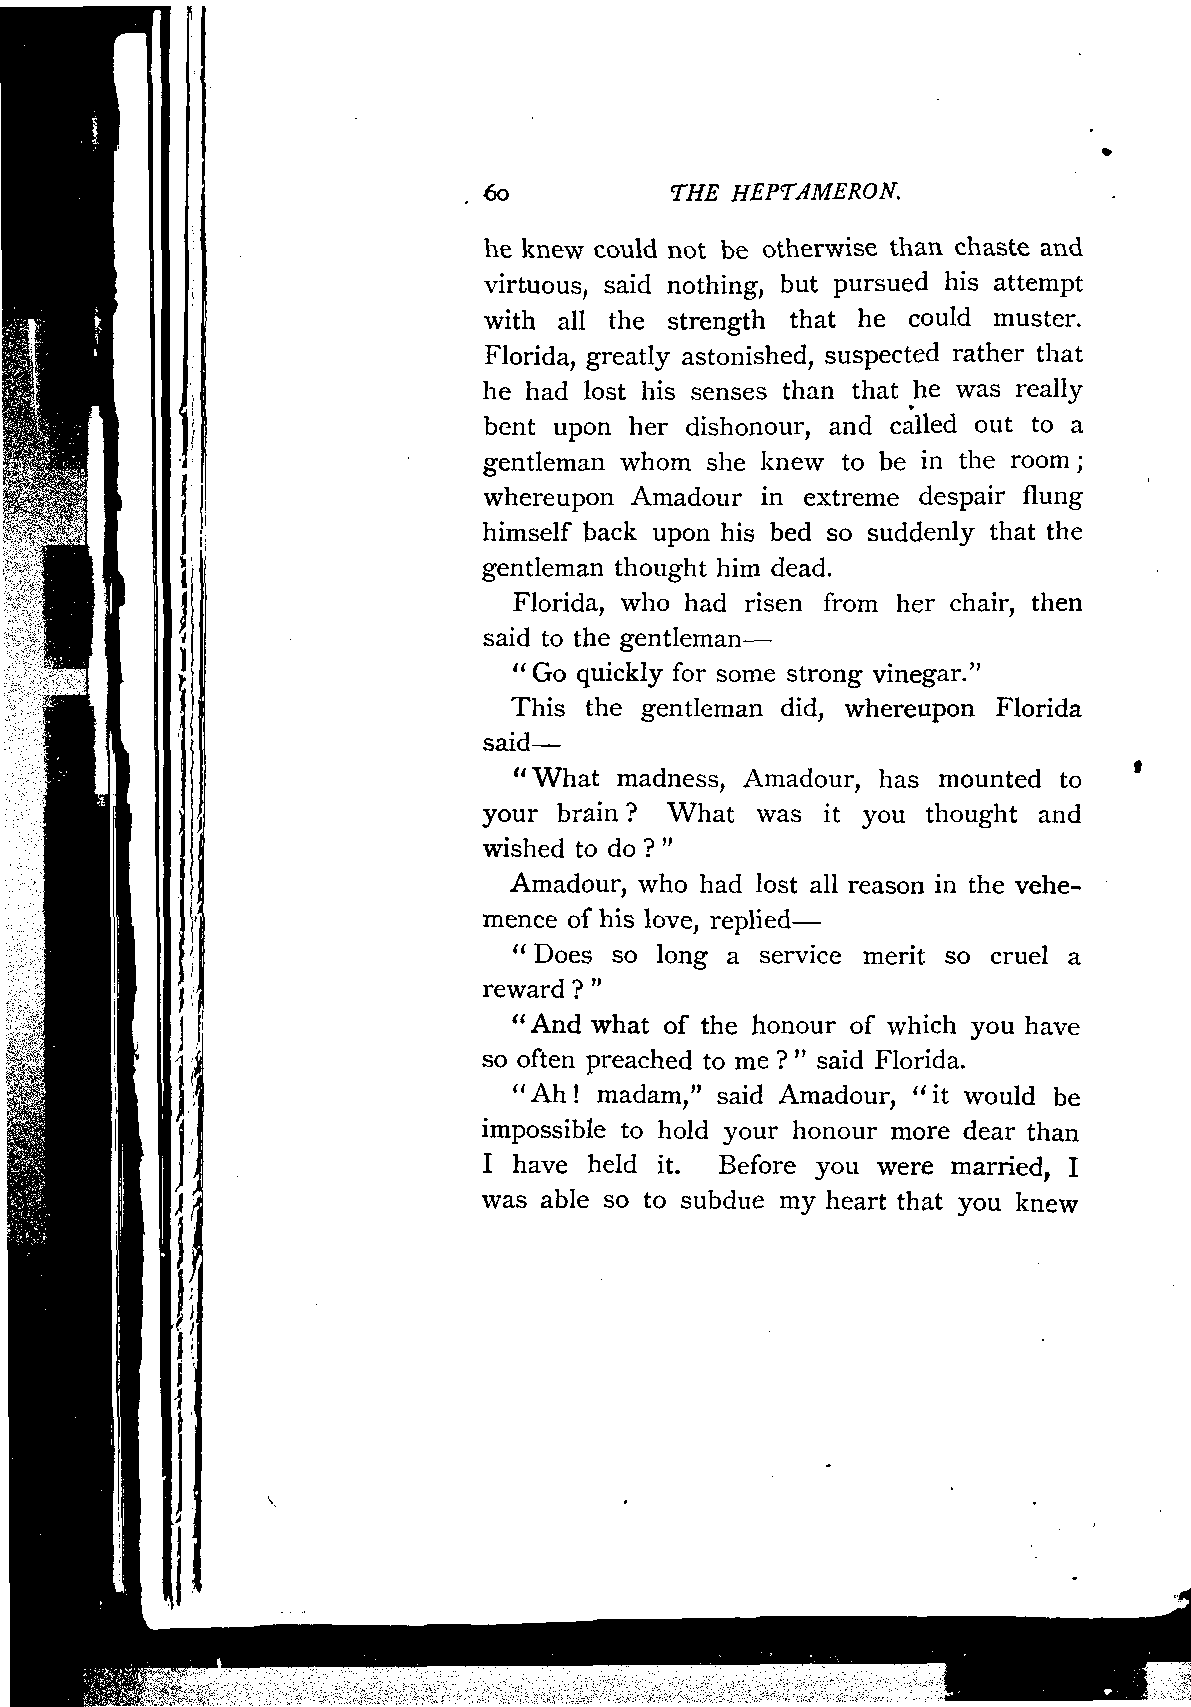 60 THE HEPTAMERON.
he knew could not be otherwise than chaste and
virtuous, said nothing, but pursued his attempt
with all the strength that he could muster.
Florida, greatly astonished, suspected rather that
he had lost his senses than that he was really
bent upon her dishonour, and called out to a
gentleman whom she knew to be in the room;
whereupon Amadour in extreme despair flung
himself back upon his bed so suddenly that the
gentleman thought him dead.
Florida, who had risen from her chair, then
said to the gentleman—
"Go quickly for some strong vinegar."
This the gentleman did, whereupon Florida
said—
"What madness, Amadour, has mounted to
your brain? What was it you thought and
wished to do?"
Amadour, who had lost all reason in the vehe-
mence of his love, replied—
"Does so long a service merit so cruel a
reward?"
"And what of the honour of which you have
so often preached to me?" said Florida.
"Ah! madam," said Amadour, "it would be
impossible to hold your honour more dear than
I have held it. Before you were married, I
was able so to subdue my heart that you knew